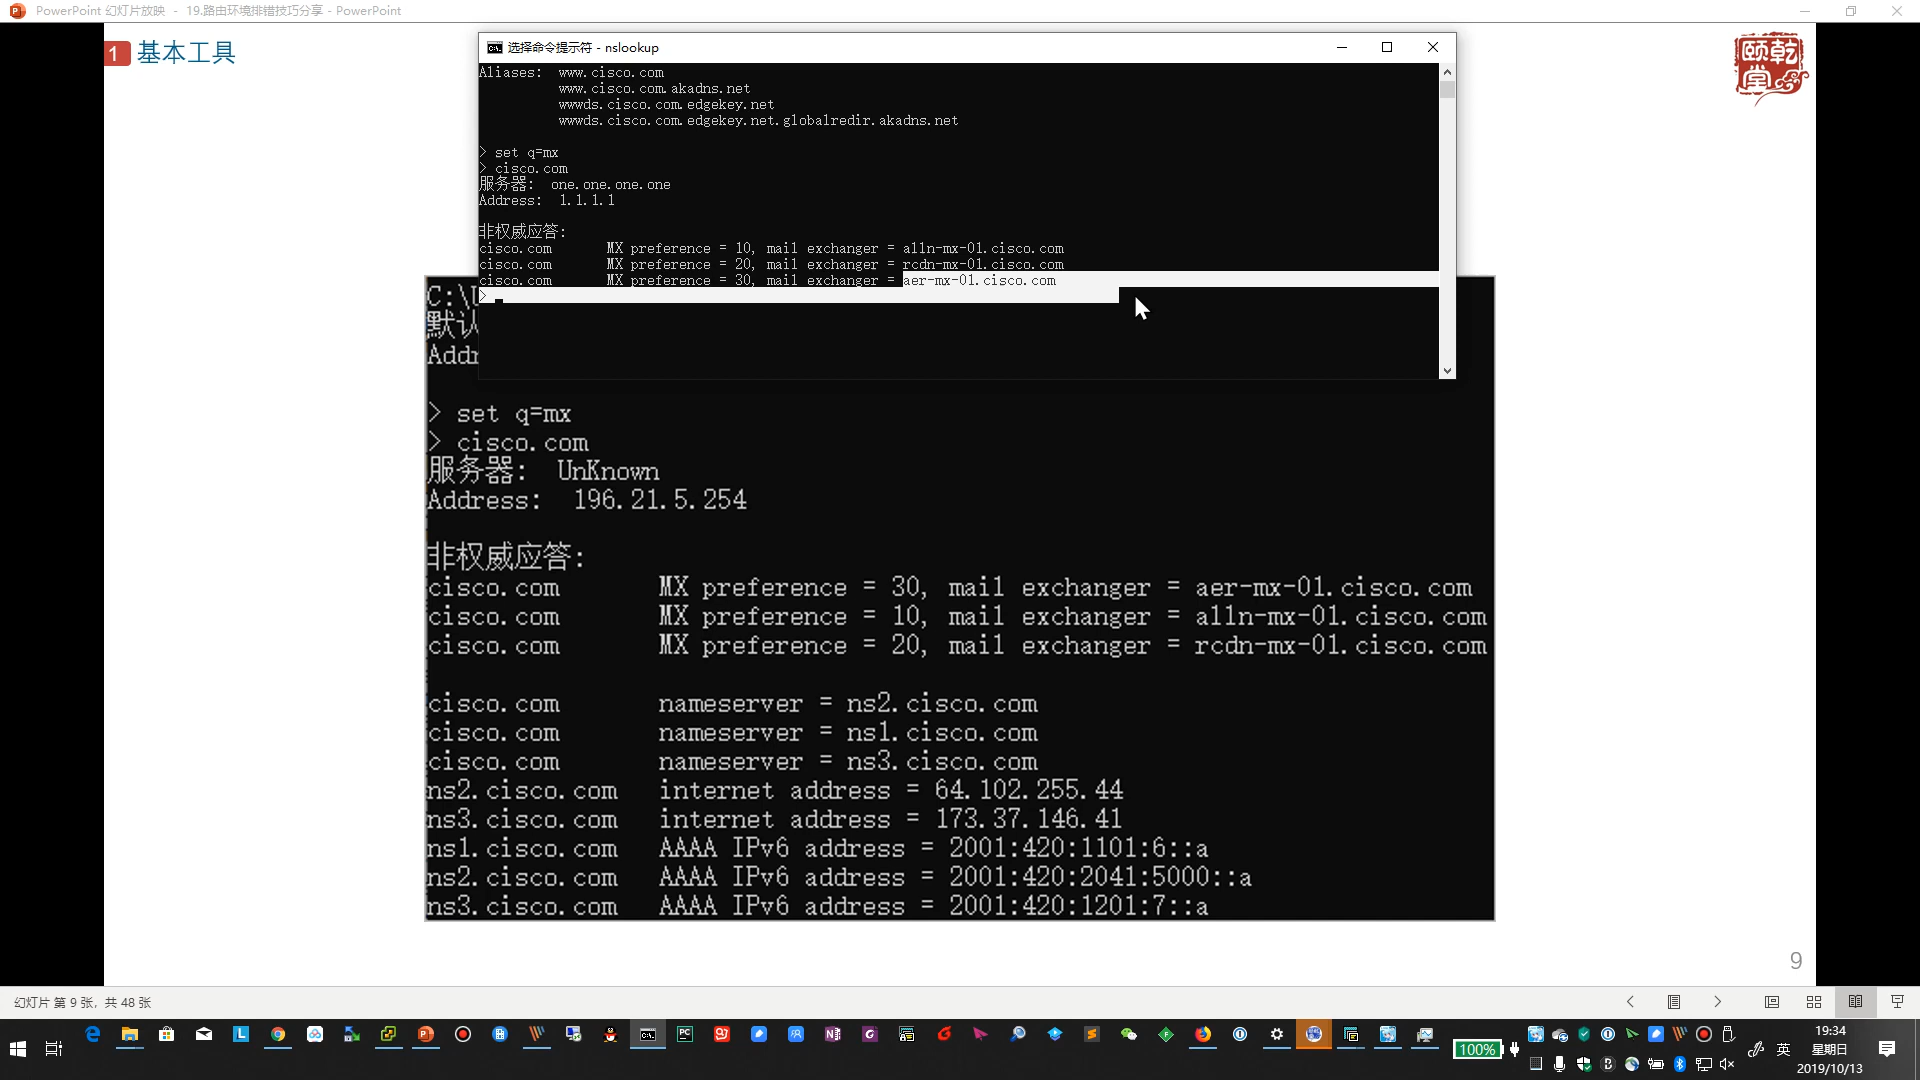 PowerPoint 幻灯片放映 - 19.路由环境排错技巧分享 - PowerPoint
1 基本工具
颐乾堂
选择命令提示符 - nslookup
Aliases:  www.cisco.com
www.cisco.com.akadns.net
wwwds.cisco.com.edgekey.net
wwwds.cisco.com.edgekey.net.globalredir.akadns.net
> set q=mx
> cisco.com
服务器:  one.one.one.one
Address:  1.1.1.1
非权威应答:
cisco.com       MX preference = 10, mail exchanger = alln-mx-01.cisco.com
cisco.com       MX preference = 20, mail exchanger = rcdn-mx-01.cisco.com
cisco.com       MX preference = 30, mail exchanger = aer-mx-01.cisco.com
>
C:\
默认
Addr
> set q=mx
> cisco.com
服务器:  UnKnown
Address:  196.21.5.254
非权威应答:
cisco.com       MX preference = 30, mail exchanger = aer-mx-01.cisco.com
cisco.com       MX preference = 10, mail exchanger = alln-mx-01.cisco.com
cisco.com       MX preference = 20, mail exchanger = rcdn-mx-01.cisco.com
cisco.com       nameserver = ns2.cisco.com
cisco.com       nameserver = ns1.cisco.com
cisco.com       nameserver = ns3.cisco.com
ns2.cisco.com   internet address = 64.102.255.44
ns3.cisco.com   internet address = 173.37.146.41
ns1.cisco.com   AAAA IPv6 address = 2001:420:1101:6::a
ns2.cisco.com   AAAA IPv6 address = 2001:420:2041:5000::a
ns3.cisco.com   AAAA IPv6 address = 2001:420:1201:7::a
9
幻灯片 第 9 张，共 48 张
100%
英
19:34
星期日
2019/10/13